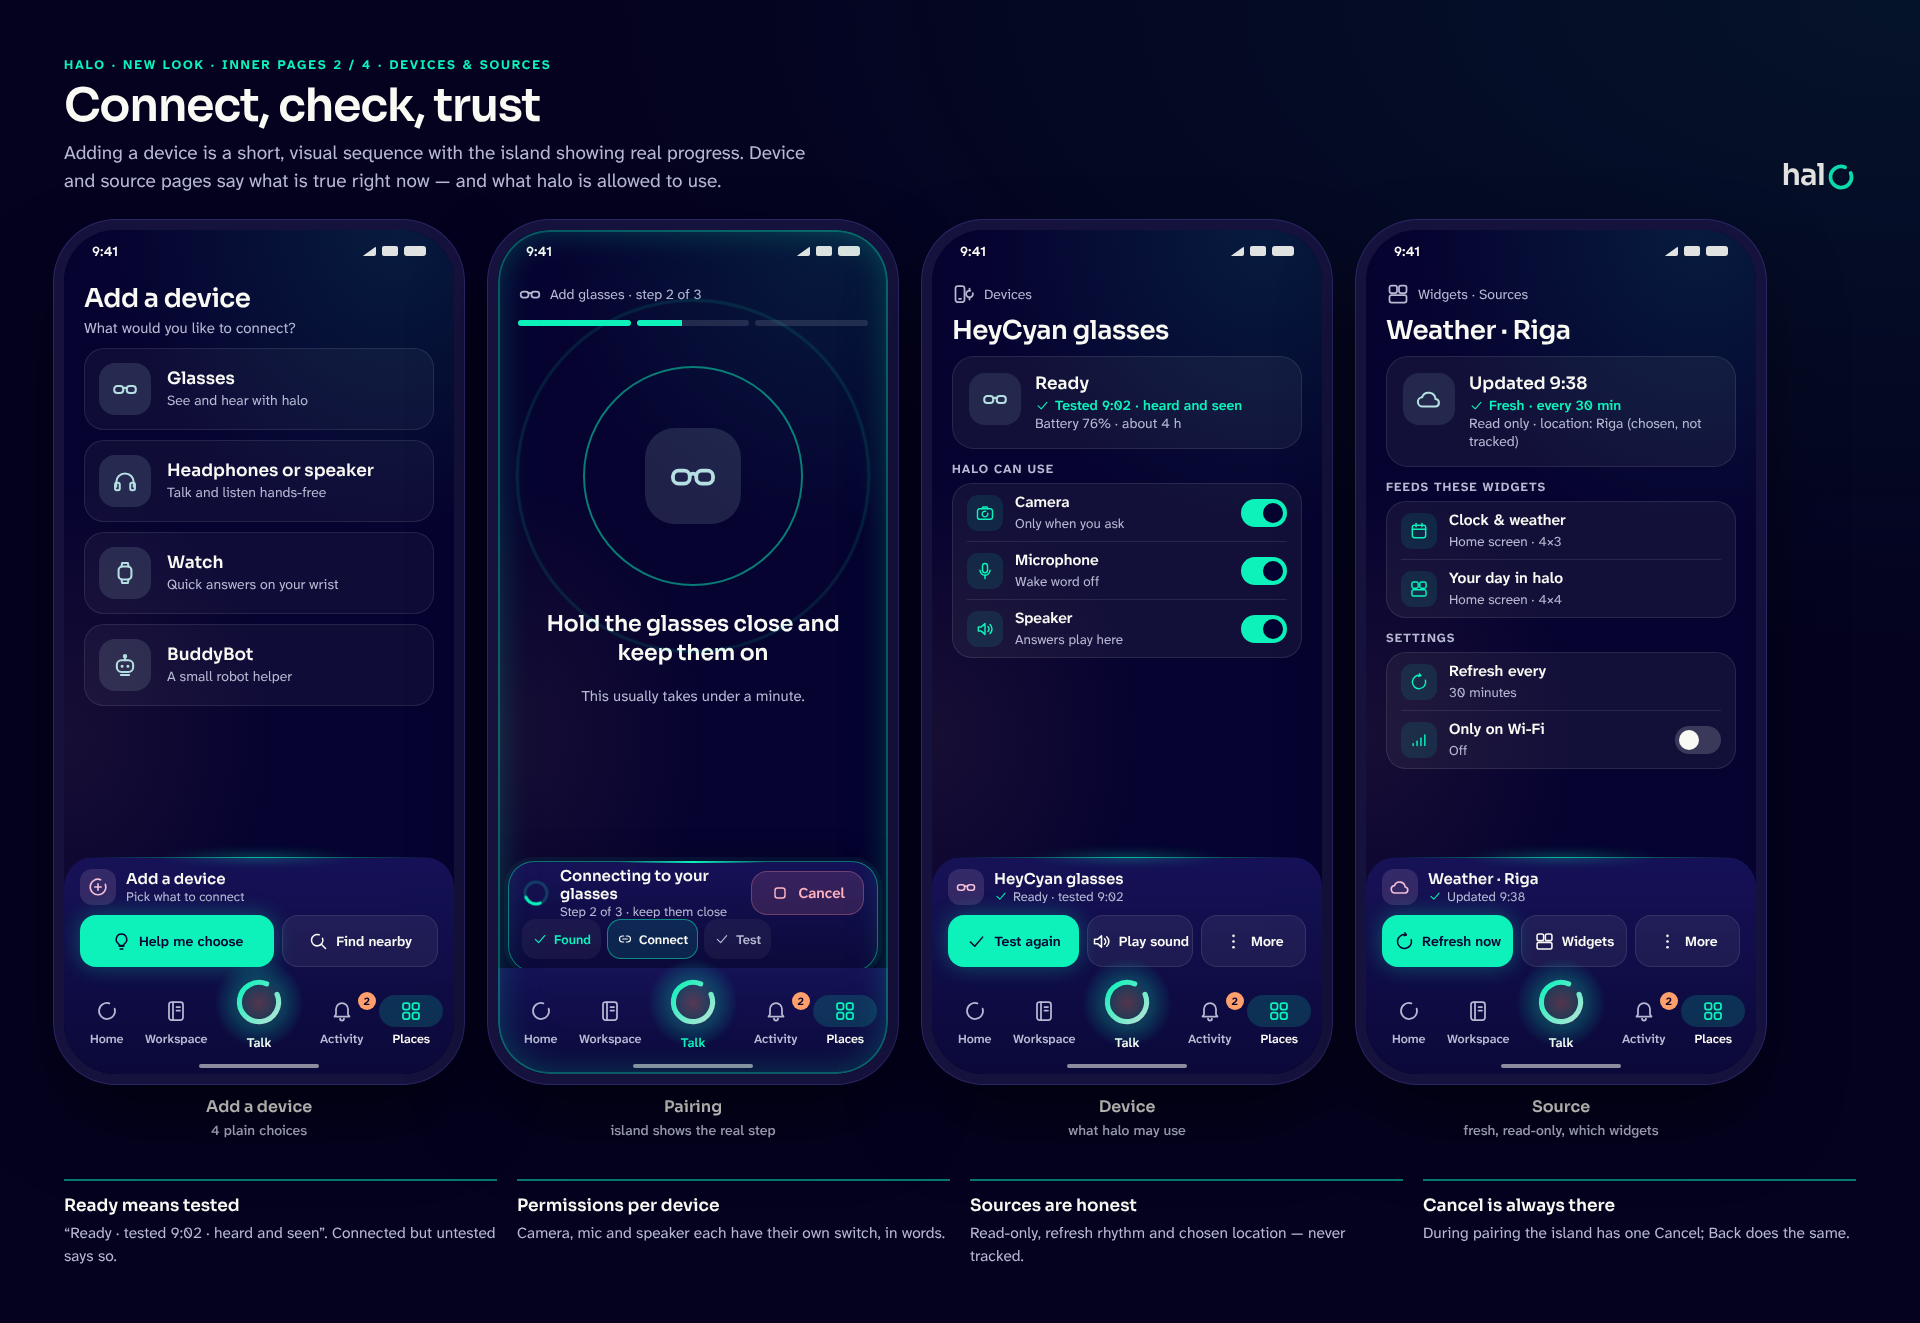 HALO · NEW LOOK · INNER PAGES 2 / 4 · DEVICES & SOURCES
Connect, check, trust
Adding a device is a short, visual sequence with the island showing real progress. Device
and source pages say what is true right now — and what halo is allowed to use.
halo
9:41
Add a device
What would you like to connect?
Glasses
See and hear with halo
Headphones or speaker
Talk and listen hands-free
Watch
Quick answers on your wrist
BuddyBot
A small robot helper
Add a device
Pick what to connect
Help me choose
Find nearby
Home
Workspace
Talk
2
Activity
Places
Add a device
4 plain choices
9:41
Add glasses · step 2 of 3
Hold the glasses close and
keep them on
This usually takes under a minute.
Connecting to your
glasses
Step 2 of 3 · keep them close
Cancel
Found
Connect
Test
Home
Workspace
Talk
2
Activity
Places
Pairing
island shows the real step
9:41
Devices
HeyCyan glasses
Ready
Tested 9:02 · heard and seen
Battery 76% · about 4 h
HALO CAN USE
Camera
Only when you ask
Microphone
Wake word off
Speaker
Answers play here
HeyCyan glasses
Ready · tested 9:02
Test again
Play sound
More
Home
Workspace
Talk
2
Activity
Places
Device
what halo may use
9:41
Widgets · Sources
Weather · Riga
Updated 9:38
Fresh · every 30 min
Read only · location: Riga (chosen, not
tracked)
FEEDS THESE WIDGETS
Clock & weather
Home screen · 4×3
Your day in halo
Home screen · 4×4
SETTINGS
Refresh every
30 minutes
Only on Wi-Fi
Off
Weather · Riga
Updated 9:38
Refresh now
Widgets
More
Home
Workspace
Talk
2
Activity
Places
Source
fresh, read-only, which widgets
Ready means tested
“Ready · tested 9:02 · heard and seen”. Connected but untested
says so.
Permissions per device
Camera, mic and speaker each have their own switch, in words.
Sources are honest
Read-only, refresh rhythm and chosen location — never
tracked.
Cancel is always there
During pairing the island has one Cancel; Back does the same.